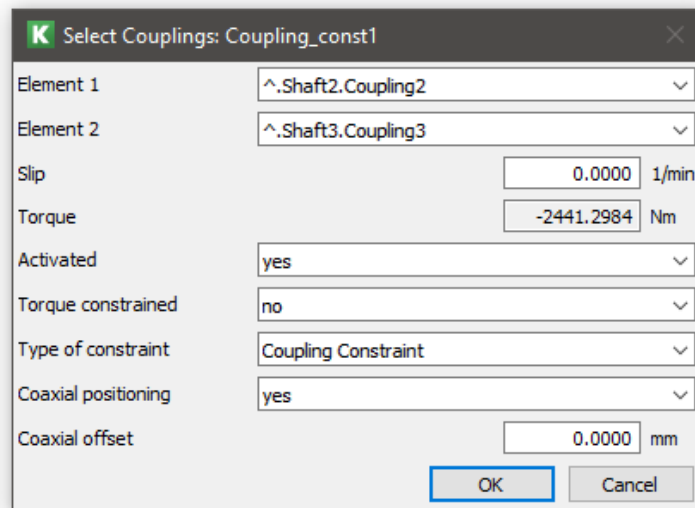 K Select Couplings: Coupling_const1
Element 1 ^.Shaft2.Coupling2
Element 2 ^.Shaft3.Coupling3
Slip 0.0000 1/min
Torque -2441.2984 Nm
Activated yes
Torque constrained no
Type of constraint Coupling Constraint
Coaxial positioning yes
Coaxial offset 0.0000 mm
OK Cancel